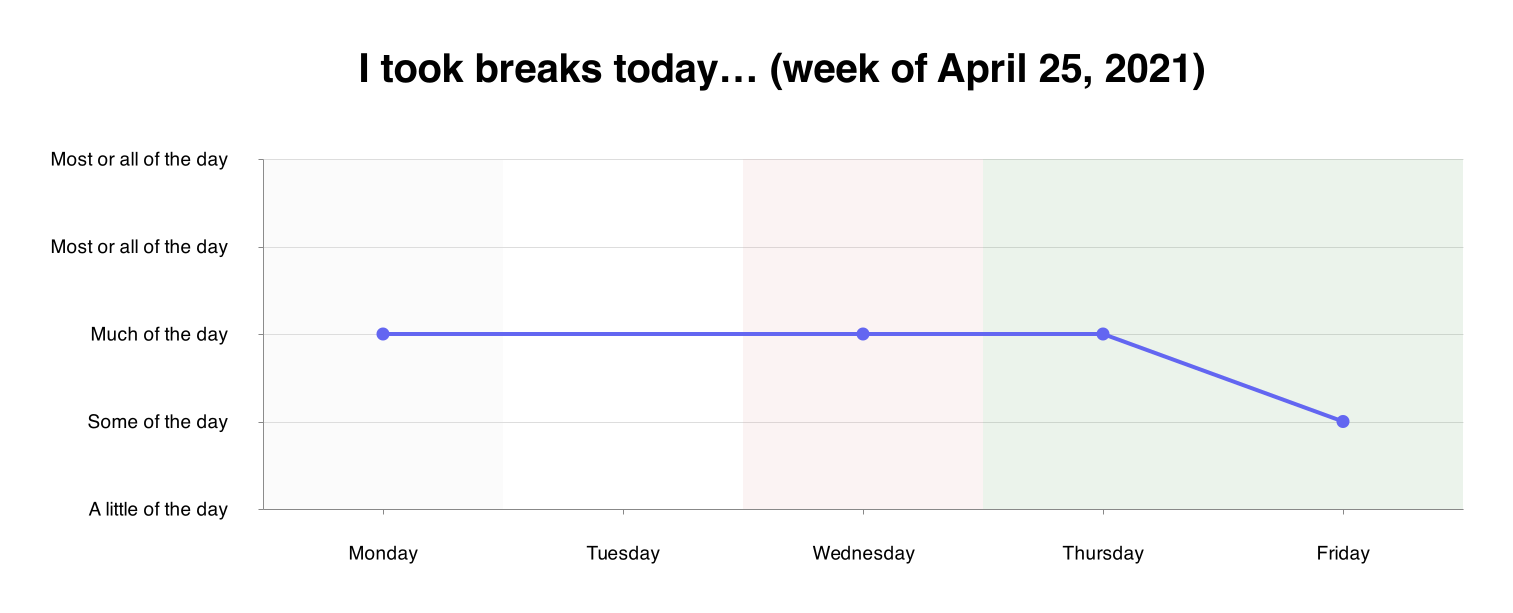 I took breaks today… (week of April 25, 2021)
Most or all of the day
Most or all of the day
Much of the day
Some of the day
A little of the day
Monday
Tuesday
Wednesday
Thursday
Friday